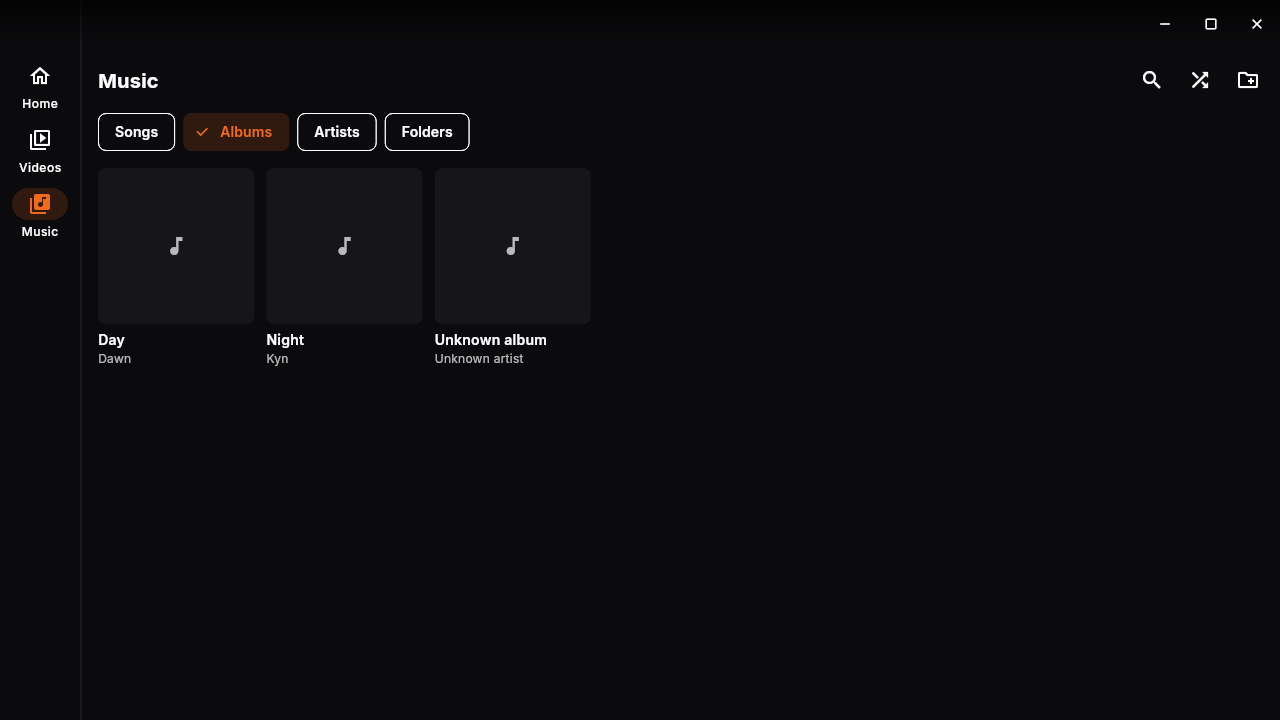 Music
Home
Videos
Music
Songs
Albums
Artists
Folders
Day
Dawn
Night
Kyn
Unknown album
Unknown artist